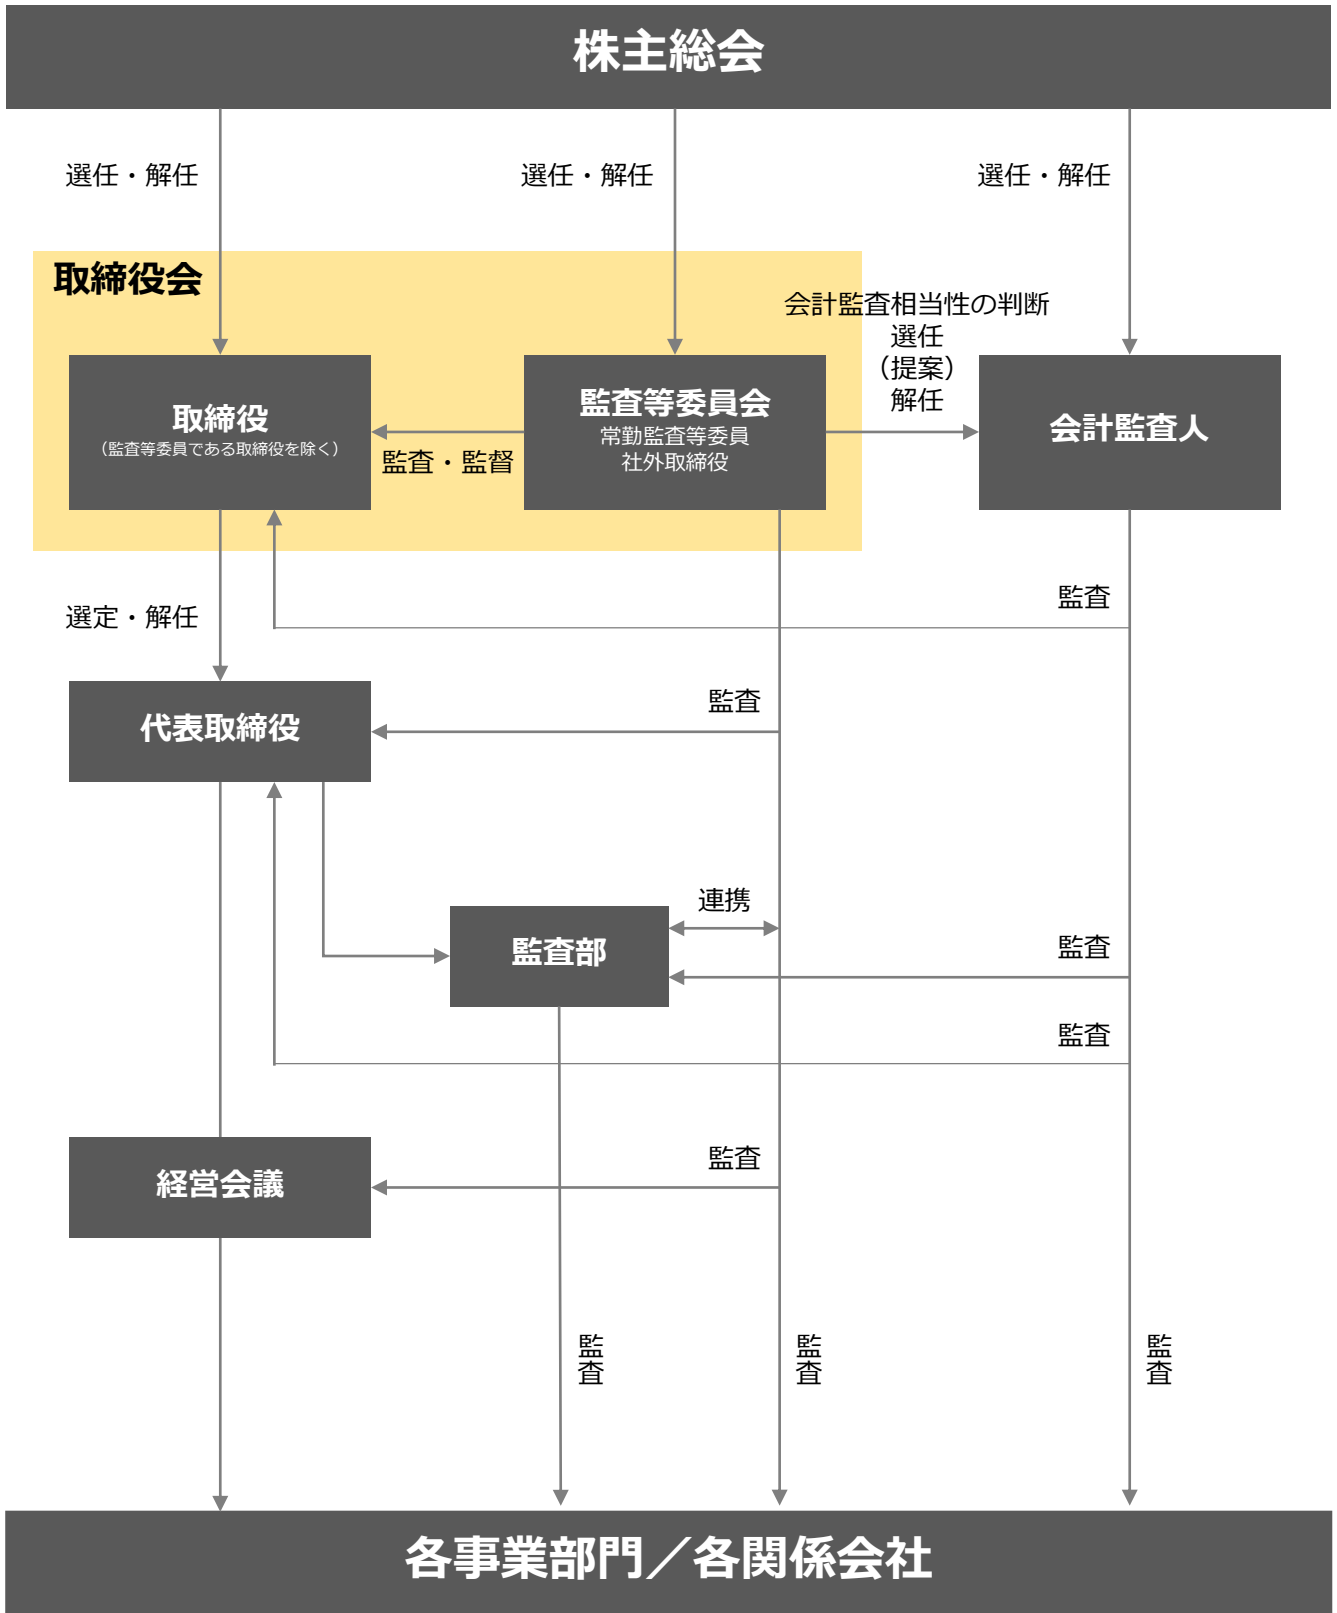 株主総会
選任・解任
選任・解任
選任・解任
取締役会
会計監査相当性の判断
選任
（提案）
解任
取締役
（監査等委員である取締役を除く）
監査・監督
監査等委員会
常勤監査等委員
社外取締役
会計監査人
監査
選定・解任
代表取締役
監査
連携
監査部
監査
監査
経営会議
監査
監査
監査
監査
各事業部門／各関係会社